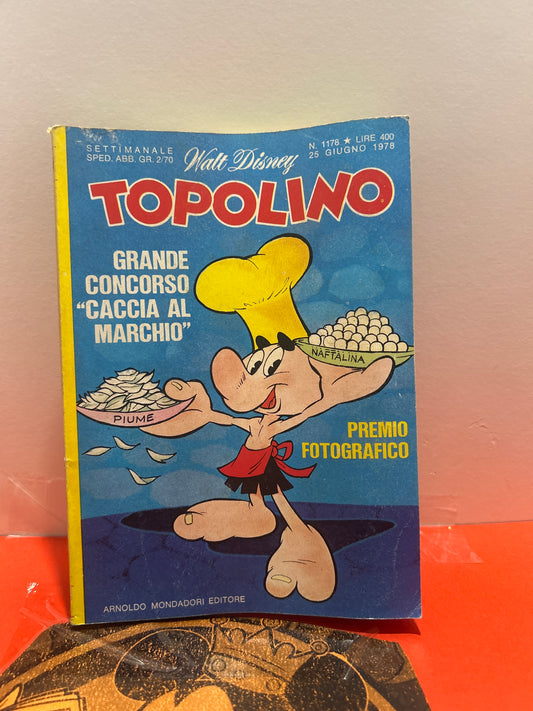 SETTIMANALE
SPED. ABB. GR. 2/70
Walt Disney
N. 1178 ★ LIRE 400
25 GIUGNO 1978
TOPOLINO
GRANDE
CONCORSO
"CACCIA AL
MARCHIO"
NAFTALINA
PIUME
PREMIO
FOTOGRAFICO
ARNOLDO MONDADORI EDITORE